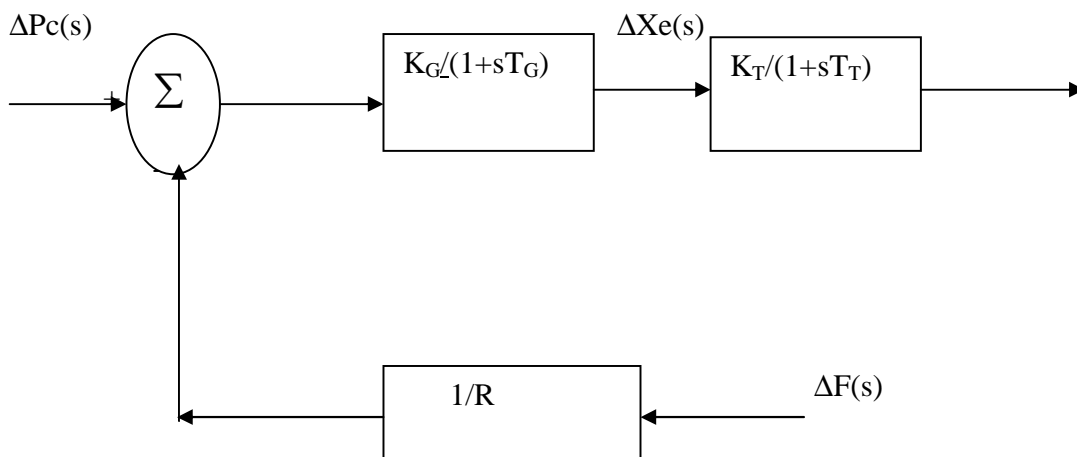 ΔPc(s)
ΔXe(s)
+
Σ
K_G/(1+sT_G)
K_T/(1+sT_T)
-
1/R
ΔF(s)